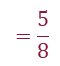 = 5/8